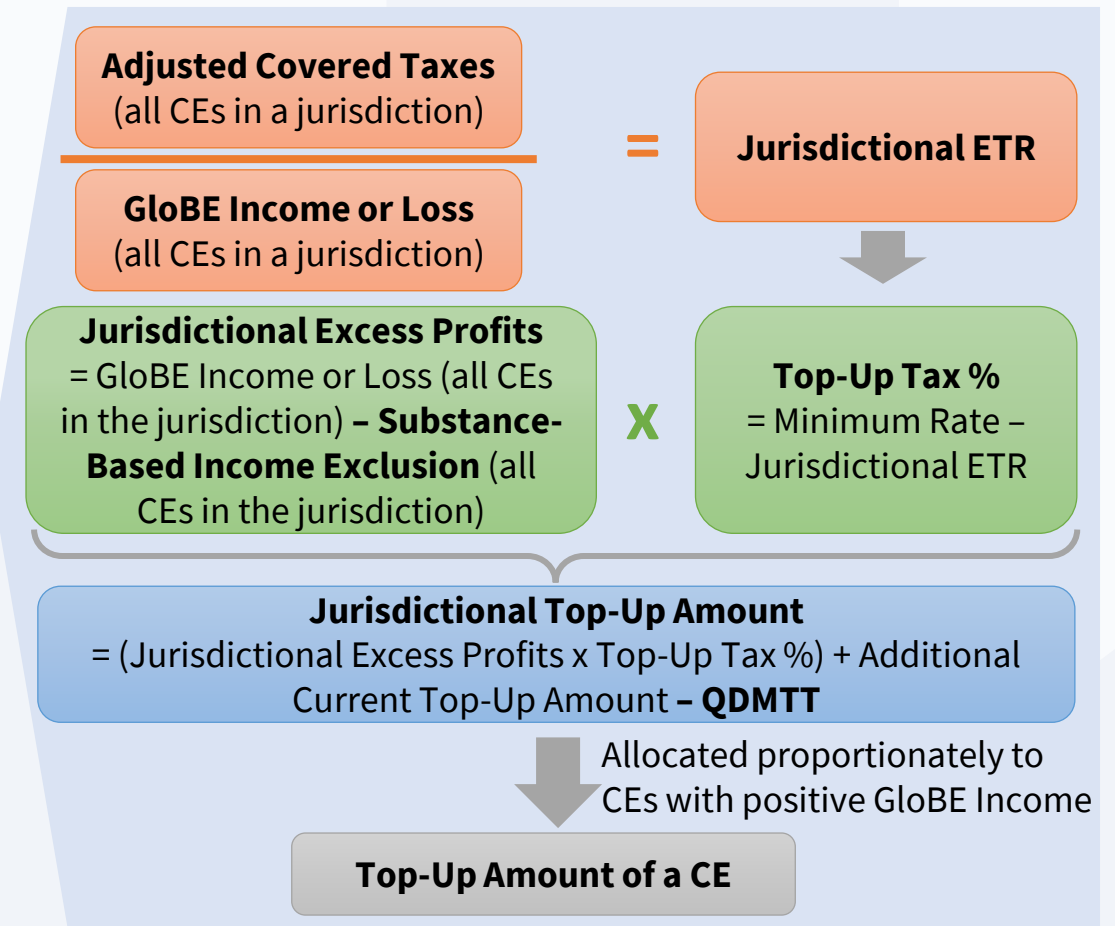 Adjusted Covered Taxes
(all CEs in a jurisdiction)
=
Jurisdictional ETR
GloBE Income or Loss
(all CEs in a jurisdiction)
Jurisdictional Excess Profits
= GloBE Income or Loss (all CEs
in the jurisdiction) – Substance-
Based Income Exclusion (all
CEs in the jurisdiction)
x
Top-Up Tax %
= Minimum Rate –
Jurisdictional ETR
Jurisdictional Top-Up Amount
= (Jurisdictional Excess Profits x Top-Up Tax %) + Additional
Current Top-Up Amount – QDMTT
Allocated proportionately to
CEs with positive GloBE Income
Top-Up Amount of a CE